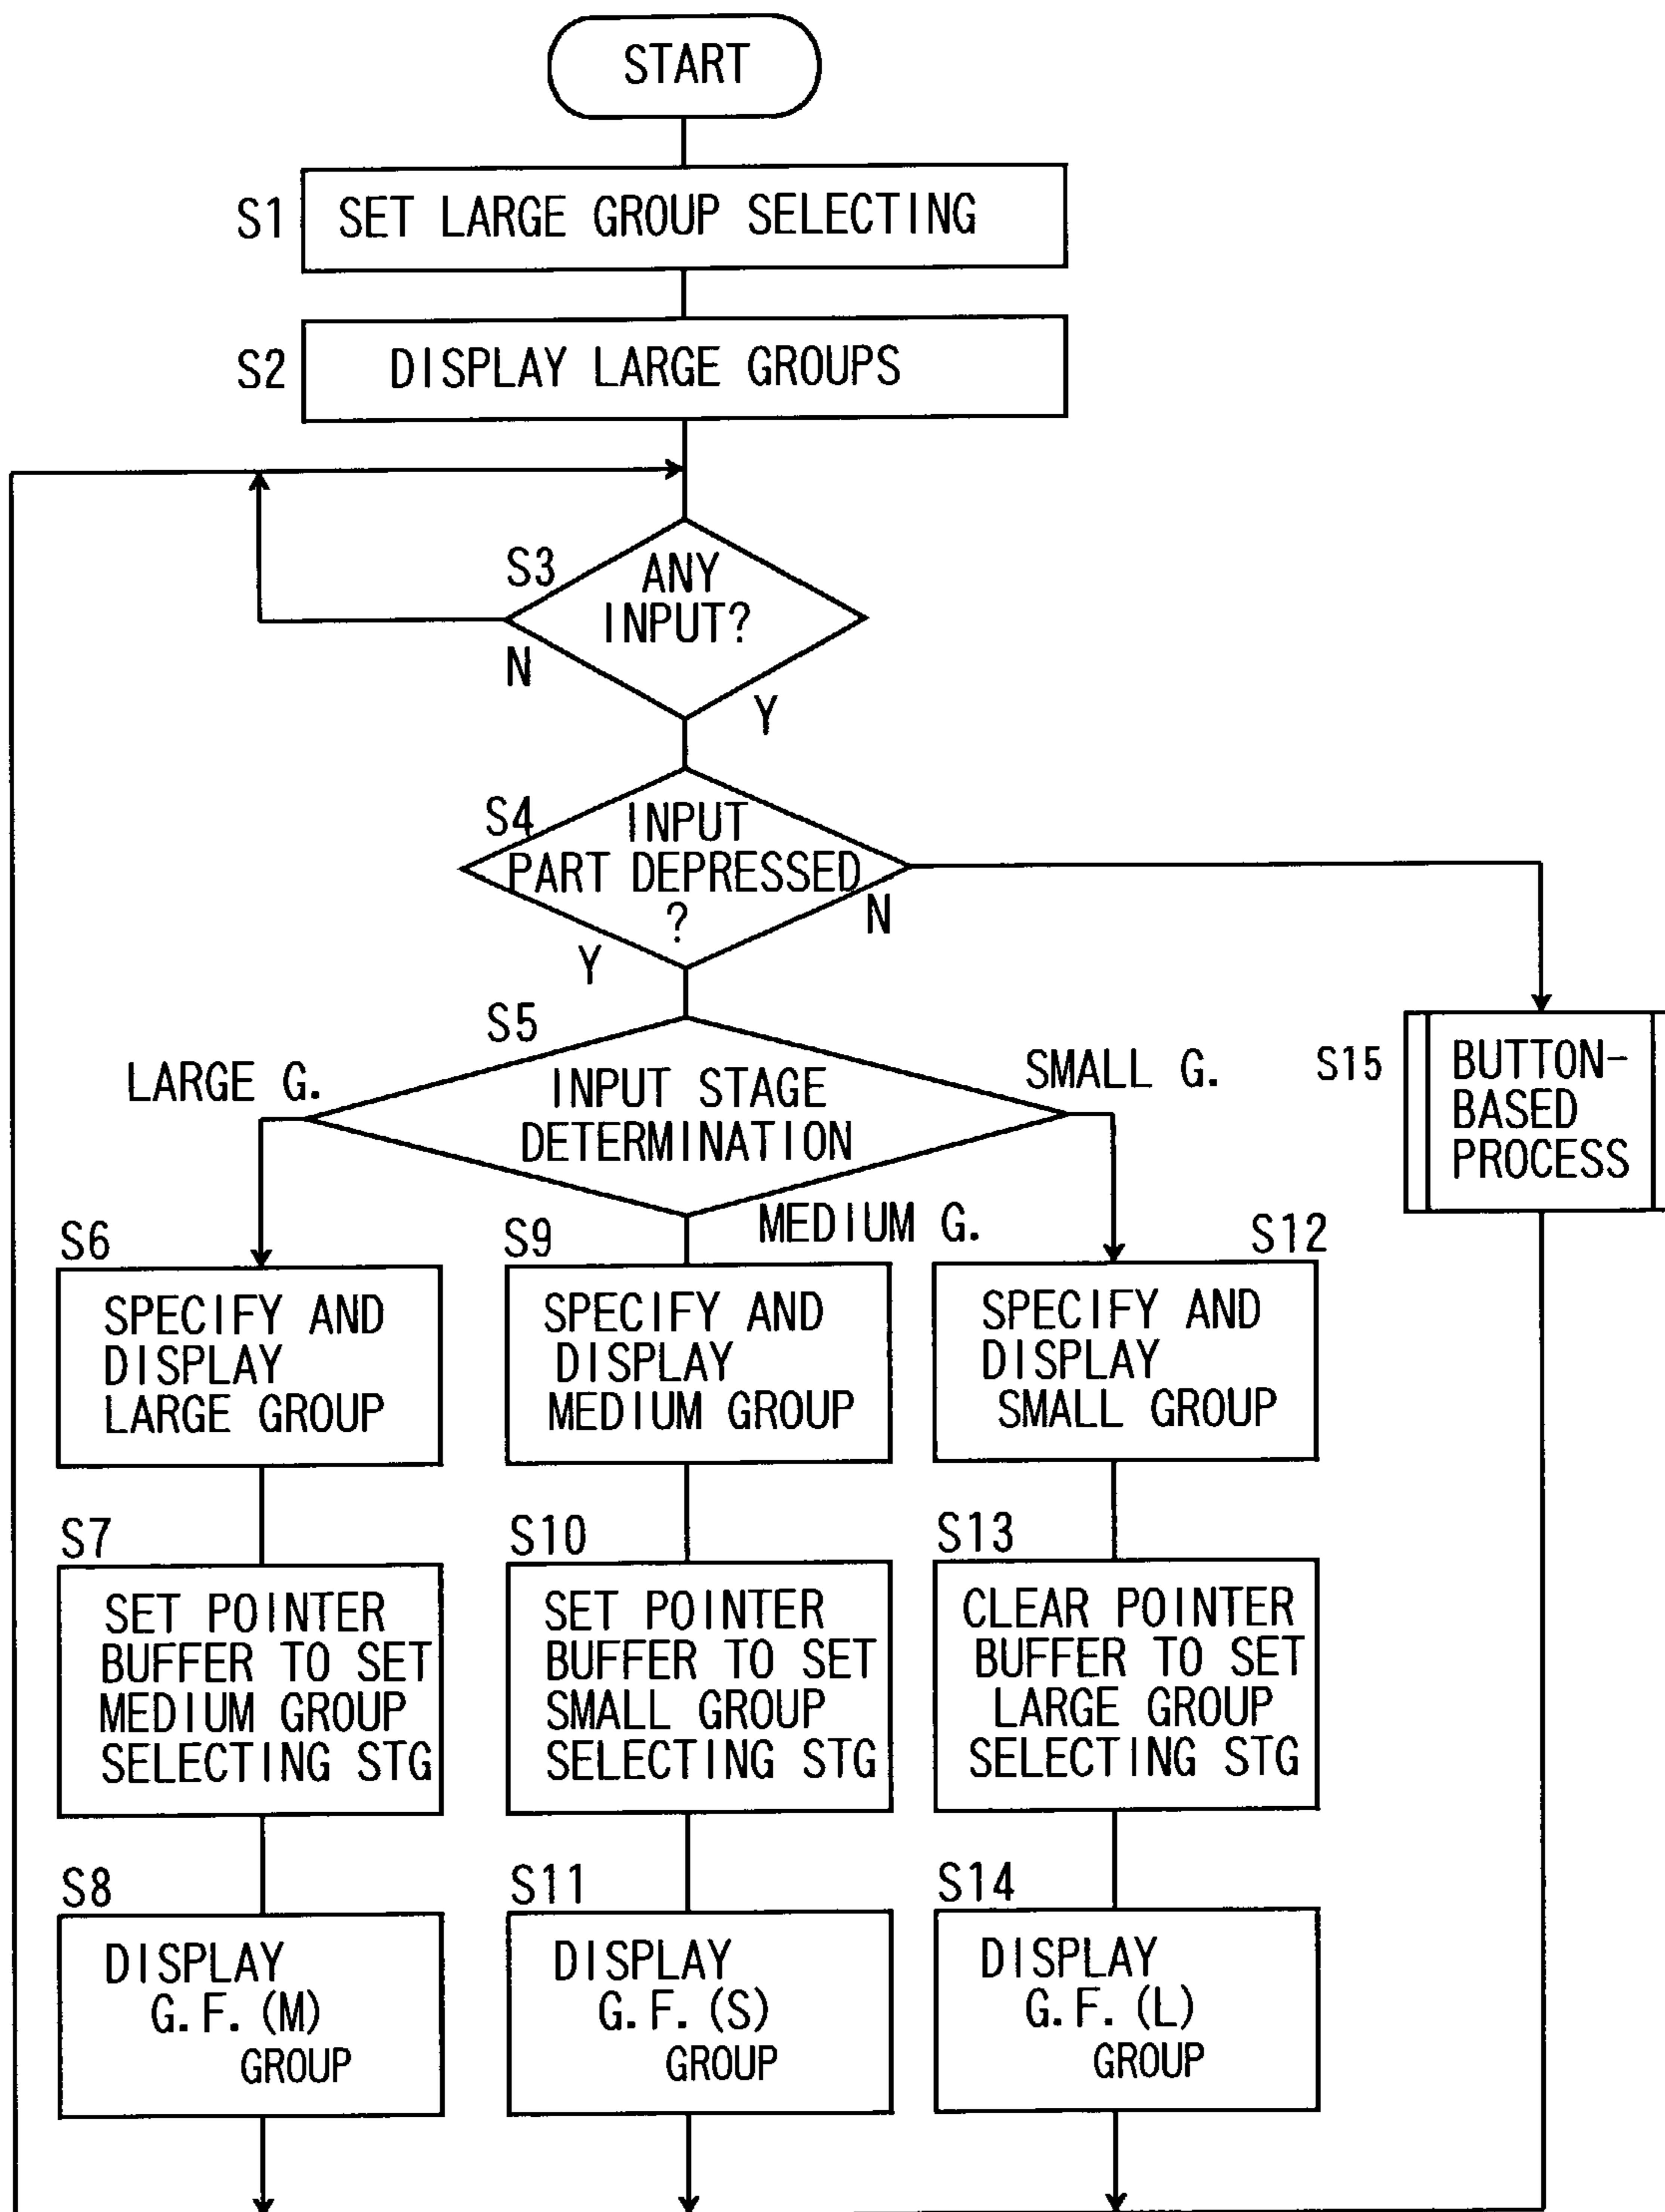 START
S1
SET LARGE GROUP SELECTING
S2
DISPLAY LARGE GROUPS
S3
ANY
INPUT?
N
Y
S4
INPUT
PART DEPRESSED
?
N
Y
S5
INPUT STAGE
DETERMINATION
LARGE G.
SMALL G.
MEDIUM G.
S15
BUTTON-
BASED
PROCESS
S6
SPECIFY AND
DISPLAY
LARGE GROUP
S9
SPECIFY AND
DISPLAY
MEDIUM GROUP
S12
SPECIFY AND
DISPLAY
SMALL GROUP
S7
SET POINTER
BUFFER TO SET
MEDIUM GROUP
SELECTING STG
S10
SET POINTER
BUFFER TO SET
SMALL GROUP
SELECTING STG
S13
CLEAR POINTER
BUFFER TO SET
LARGE GROUP
SELECTING STG
S8
DISPLAY
G.F.(M)
GROUP
S11
DISPLAY
G.F.(S)
GROUP
S14
DISPLAY
G.F.(L)
GROUP